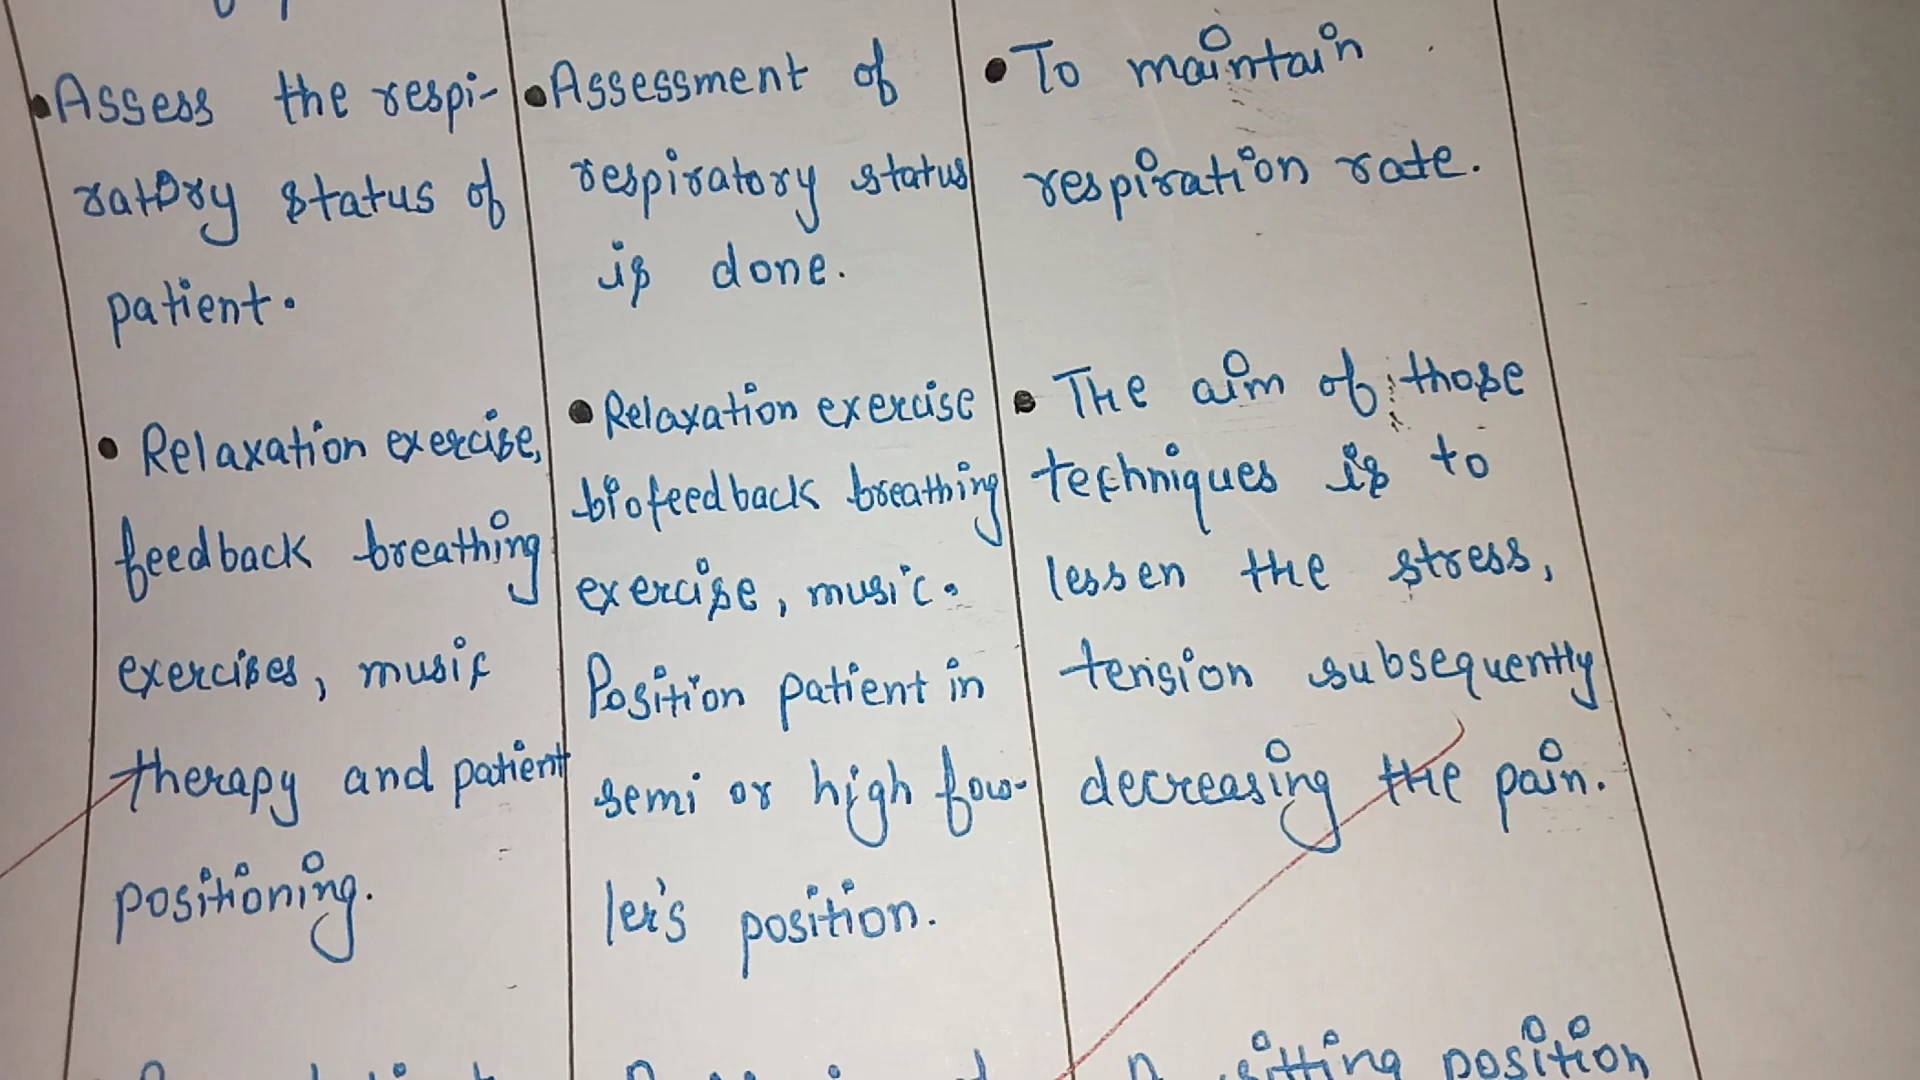 •Assess the respi-
ratory status of
patient.
• Relaxation exercise,
feedback breathing
exercises, music
therapy and patient
positioning.
•Assessment of
respiratory status
is done.
•Relaxation exercise
biofeedback breathing
exercise, music.
Position patient in
semi or high fow-
ler's position.
•To maintain
respiration rate.
• The aim of those
techniques is to
lessen the stress,
tension subsequently
decreasing the pain.
sitting position